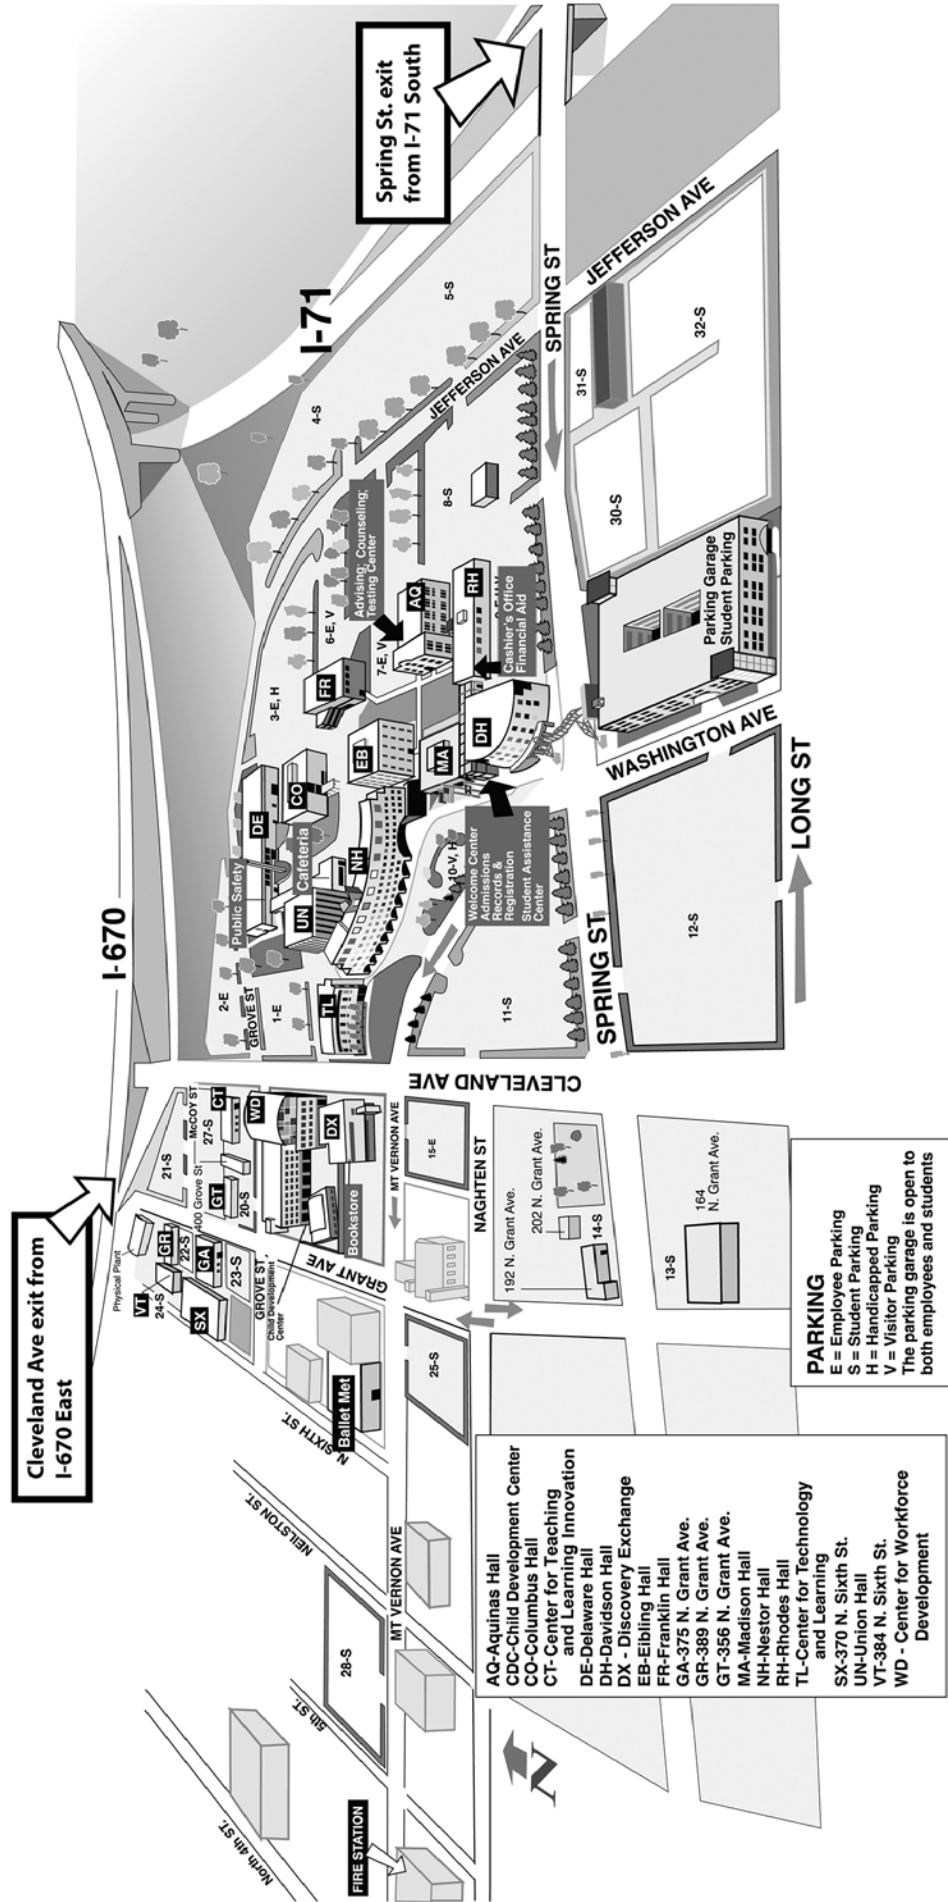 Cleveland Ave exit from
I-670 East
Spring St. exit
from I-71 South
I-670
I-71
Physical Plant
VT
24-S
GR
22-S
GA
SX
23-S
21-S
McCOY ST
27-S
CT
400 Grove St
GT
20-S
WD
DX
Bookstore
GROVE ST
Child Development
Center
GRANT AVE
Ballet Met
N. SIXTH ST.
NEILSTON ST.
28-S
5th ST.
North 4th ST.
FIRE STATION
MT VERNON AVE
MT VERNON AVE
25-S
15-E
NAGHTEN ST
CLEVELAND AVE
2-E
GROVE ST
1-E
TL
Public Safety
DE
Cafeteria
CO
UN
NH
EB
3-E, H
FR
6-E, V
7-E, V
4-S
5-S
JEFFERSON AVE
Advising; Counseling;
Testing Center
AQ
8-S
RH
MA
DH
Cashier's Office
Financial Aid
10-V, H
Welcome Center
Admissions
Records &
Registration
Student Assistance
Center
11-S
SPRING ST
SPRING ST
JEFFERSON AVE
31-S
32-S
30-S
Parking Garage
Student Parking
WASHINGTON AVE
12-S
LONG ST
192 N. Grant Ave.
202 N. Grant Ave.
14-S
13-S
164
N. Grant Ave.
N
AQ-Aquinas Hall
CDC-Child Development Center
CO-Columbus Hall
CT- Center for Teaching
and Learning Innovation
DE-Delaware Hall
DH-Davidson Hall
DX - Discovery Exchange
EB-Eibling Hall
FR-Franklin Hall
GA-375 N. Grant Ave.
GR-389 N. Grant Ave.
GT-356 N. Grant Ave.
MA-Madison Hall
NH-Nestor Hall
RH-Rhodes Hall
TL-Center for Technology
and Learning
SX-370 N. Sixth St.
UN-Union Hall
VT-384 N. Sixth St.
WD - Center for Workforce
Development
PARKING
E = Employee Parking
S = Student Parking
H = Handicapped Parking
V = Visitor Parking
The parking garage is open to
both employees and students